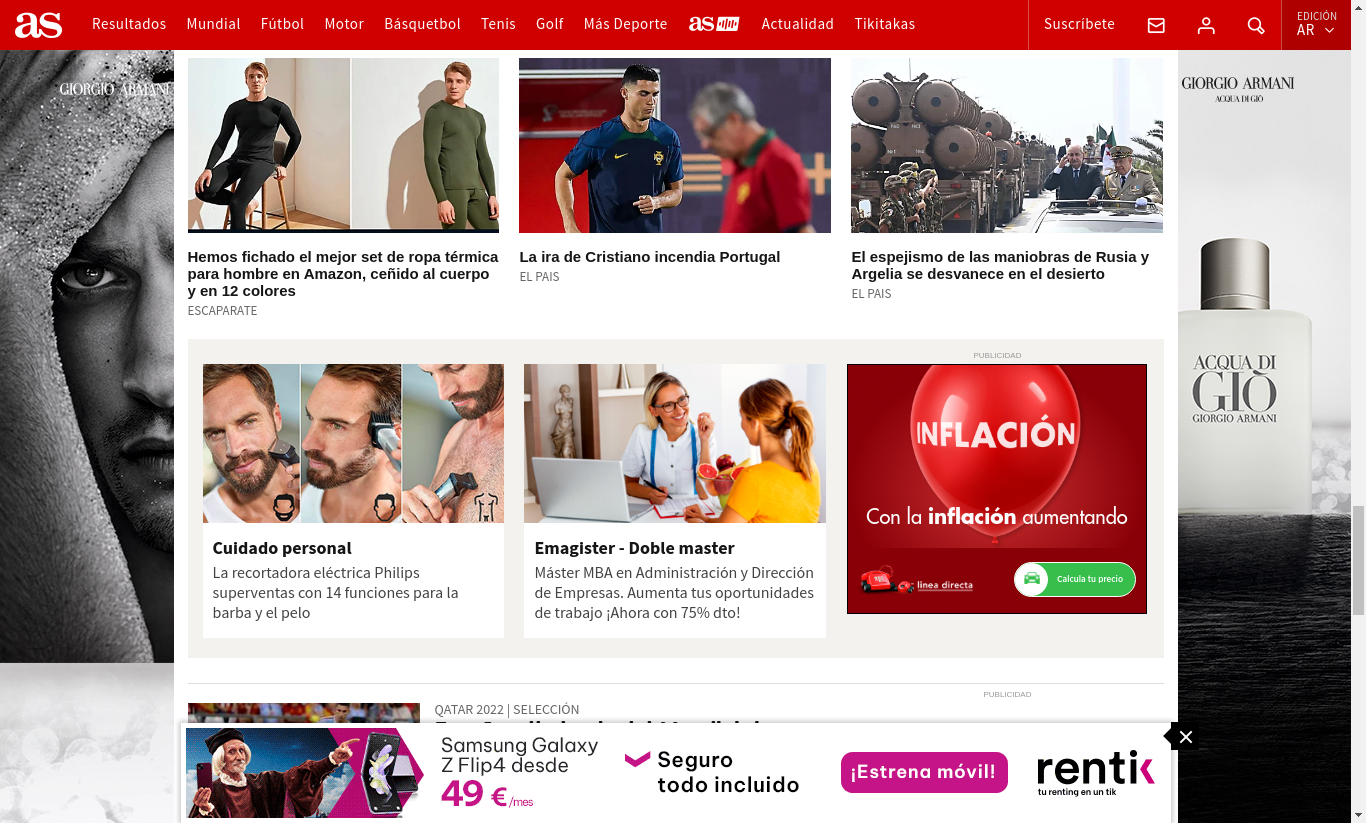 as Resultados Mundial Fútbol Motor Básquetbol Tenis Golf Más Deporte as Actualidad Tikitakas Suscríbete EDICIÓN AR
GIORGIO ARMANI
GIORGIO ARMANI
ACQUA DI GIÒ
Hemos fichado el mejor set de ropa térmica
para hombre en Amazon, ceñido al cuerpo
y en 12 colores
ESCAPARATE
La ira de Cristiano incendia Portugal
EL PAIS
El espejismo de las maniobras de Rusia y
Argelia se desvanece en el desierto
EL PAIS
ACQUA DI
GIÒ
GIORGIO ARMANI
Cuidado personal
La recortadora eléctrica Philips
superventas con 14 funciones para la
barba y el pelo
Emagister - Doble master
Máster MBA en Administración y Dirección
de Empresas. Aumenta tus oportunidades
de trabajo ¡Ahora con 75% dto!
PUBLICIDAD
INFLACIÓN
Con la inflación aumentando
línea directa
Calcula tu precio
PUBLICIDAD
QATAR 2022 | SELECCIÓN
Samsung Galaxy
Z Flip4 desde
49 €/mes
Seguro
todo incluido
¡Estrena móvil!
rentik
tu renting en un tik